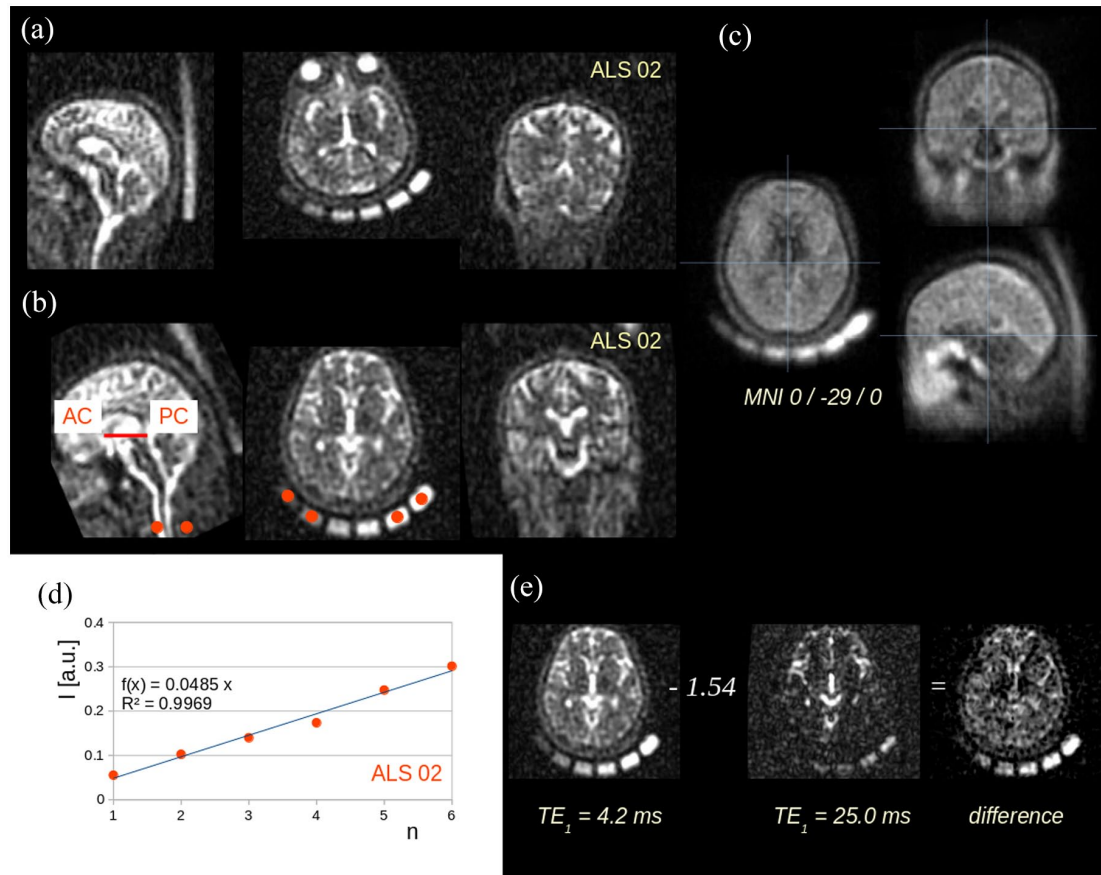 (a)
ALS 02
(b)
AC
PC
ALS 02
(c)
MNI 0 / -29 / 0
(d)
I [a.u.]
0.4
0.3
0.2
0.1
0
f(x) = 0.0485 x
R² = 0.9969
ALS 02
1 2 3 4 5 6
n
(e)
- 1.54
=
TE₁ = 4.2 ms
TE₁ = 25.0 ms
difference